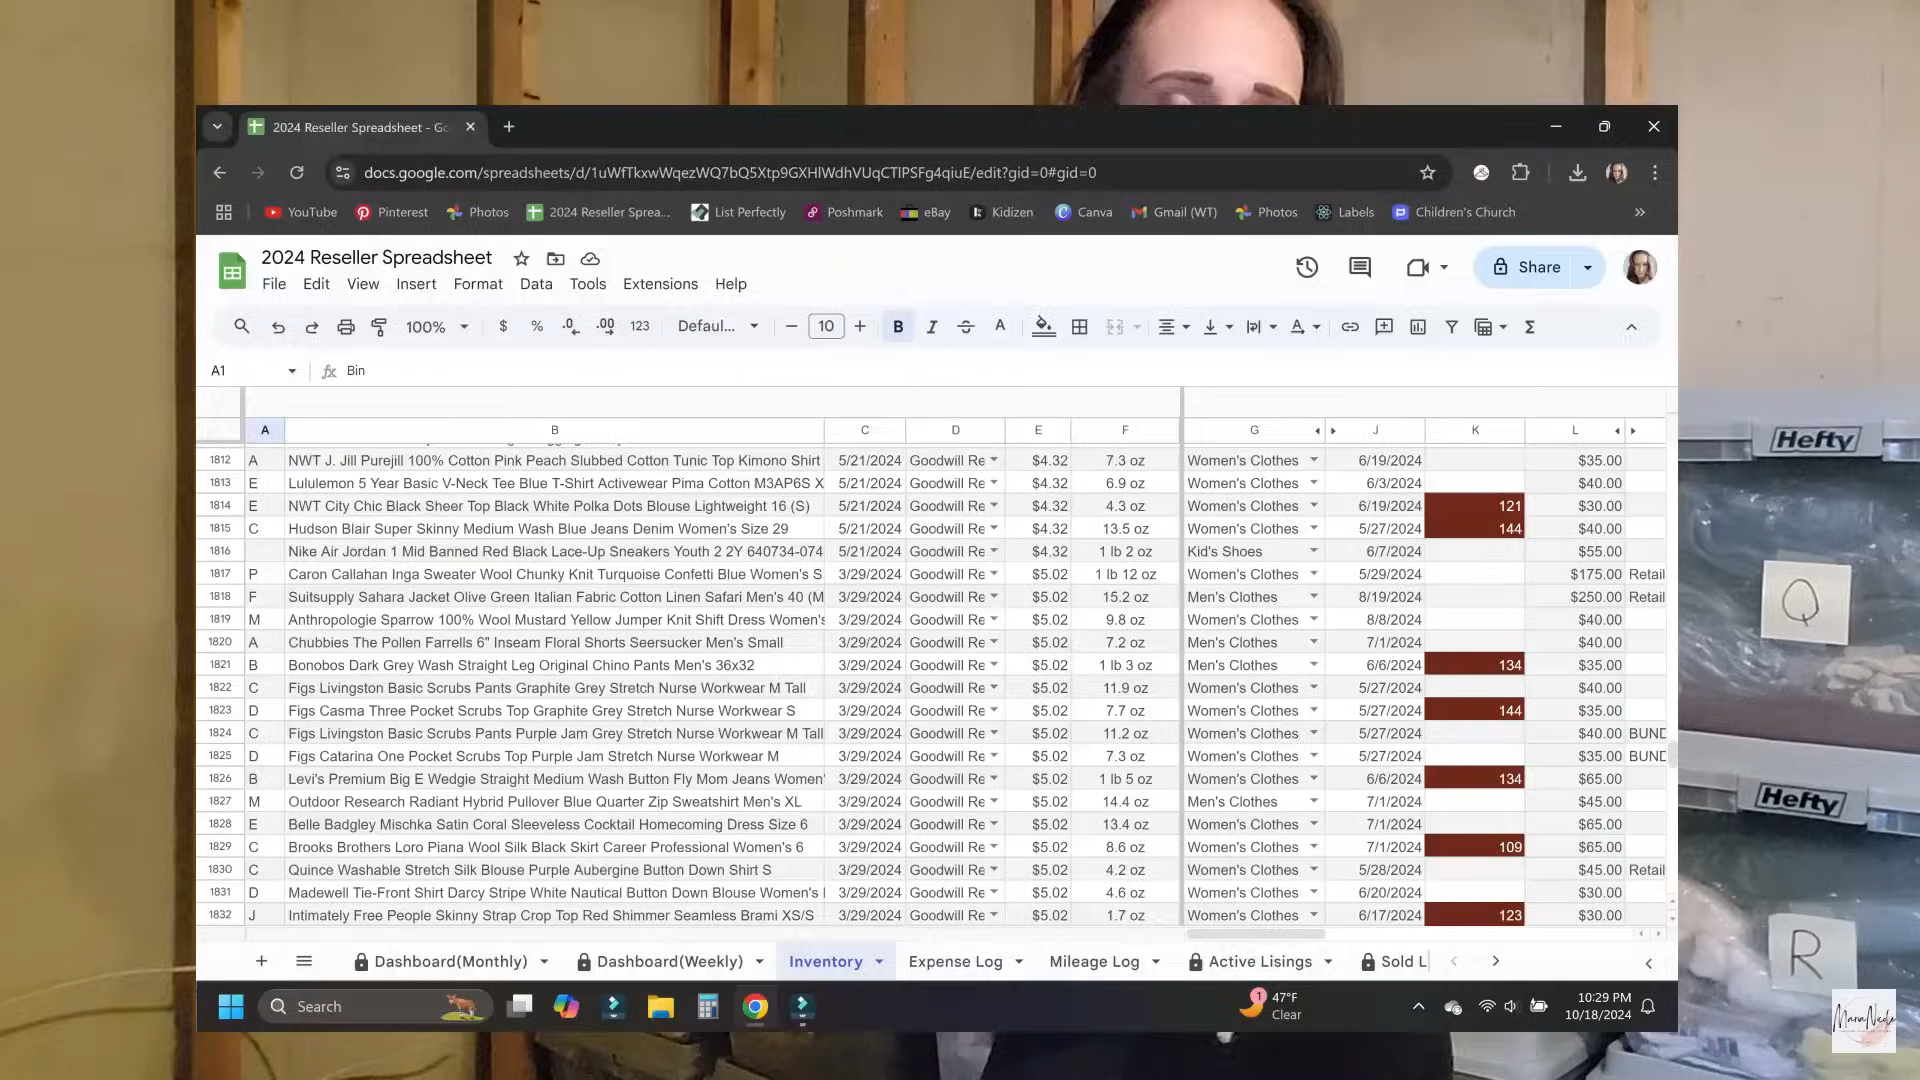 2024 Reseller Spreadsheet - Go
docs.google.com/spreadsheets/d/1uWfTkxwWqezWQ7bQ5Xtp9GXHlWdhVUqCTlPSFg4qiuE/edit?gid=0#gid=0
YouTube Pinterest Photos 2024 Reseller Sprea... List Perfectly Poshmark eBay Kidizen Canva Gmail (WT) Photos Labels Children's Church
2024 Reseller Spreadsheet
Share
File Edit View Insert Format Data Tools Extensions Help
100% $ % .0 .00 123 Defaul... 10 B I A
A1 fx Bin
A B C D E F G J K L
1812 A NWT J. Jill Purejill 100% Cotton Pink Peach Slubbed Cotton Tunic Top Kimono Shirt 5/21/2024 Goodwill Re $4.32 7.3 oz Women's Clothes 6/19/2024 $35.00
1813 E Lululemon 5 Year Basic V-Neck Tee Blue T-Shirt Activewear Pima Cotton M3AP6S X 5/21/2024 Goodwill Re $4.32 6.9 oz Women's Clothes 6/3/2024 $40.00
1814 E NWT City Chic Black Sheer Top Black White Polka Dots Blouse Lightweight 16 (S) 5/21/2024 Goodwill Re $4.32 4.3 oz Women's Clothes 6/19/2024 121 $30.00
1815 C Hudson Blair Super Skinny Medium Wash Blue Jeans Denim Women's Size 29 5/21/2024 Goodwill Re $4.32 13.5 oz Women's Clothes 5/27/2024 144 $40.00
1816 Nike Air Jordan 1 Mid Banned Red Black Lace-Up Sneakers Youth 2 2Y 640734-074 5/21/2024 Goodwill Re $4.32 1 lb 2 oz Kid's Shoes 6/7/2024 $55.00
1817 P Caron Callahan Inga Sweater Wool Chunky Knit Turquoise Confetti Blue Women's S 3/29/2024 Goodwill Re $5.02 1 lb 12 oz Women's Clothes 5/29/2024 $175.00 Retail
1818 F Suitsupply Sahara Jacket Olive Green Italian Fabric Cotton Linen Safari Men's 40 (M 3/29/2024 Goodwill Re $5.02 15.2 oz Men's Clothes 8/19/2024 $250.00 Retail
1819 M Anthropologie Sparrow 100% Wool Mustard Yellow Jumper Knit Shift Dress Women's 3/29/2024 Goodwill Re $5.02 9.8 oz Women's Clothes 8/8/2024 $40.00
1820 A Chubbies The Pollen Farrells 6" Inseam Floral Shorts Seersucker Men's Small 3/29/2024 Goodwill Re $5.02 7.2 oz Men's Clothes 7/1/2024 $40.00
1821 B Bonobos Dark Grey Wash Straight Leg Original Chino Pants Men's 36x32 3/29/2024 Goodwill Re $5.02 1 lb 3 oz Men's Clothes 6/6/2024 134 $35.00
1822 C Figs Livingston Basic Scrubs Pants Graphite Grey Stretch Nurse Workwear M Tall 3/29/2024 Goodwill Re $5.02 11.9 oz Women's Clothes 5/27/2024 $40.00
1823 D Figs Casma Three Pocket Scrubs Top Graphite Grey Stretch Nurse Workwear S 3/29/2024 Goodwill Re $5.02 7.7 oz Women's Clothes 5/27/2024 144 $35.00
1824 C Figs Livingston Basic Scrubs Pants Purple Jam Grey Stretch Nurse Workwear M Tall 3/29/2024 Goodwill Re $5.02 11.2 oz Women's Clothes 5/27/2024 $40.00 BUND
1825 D Figs Catarina One Pocket Scrubs Top Purple Jam Stretch Nurse Workwear M 3/29/2024 Goodwill Re $5.02 7.3 oz Women's Clothes 5/27/2024 $35.00 BUND
1826 B Levi's Premium Big E Wedgie Straight Medium Wash Button Fly Mom Jeans Women' 3/29/2024 Goodwill Re $5.02 1 lb 5 oz Women's Clothes 6/6/2024 134 $65.00
1827 M Outdoor Research Radiant Hybrid Pullover Blue Quarter Zip Sweatshirt Men's XL 3/29/2024 Goodwill Re $5.02 14.4 oz Men's Clothes 7/1/2024 $45.00
1828 E Belle Badgley Mischka Satin Coral Sleeveless Cocktail Homecoming Dress Size 6 3/29/2024 Goodwill Re $5.02 13.4 oz Women's Clothes 7/1/2024 $65.00
1829 C Brooks Brothers Loro Piana Wool Silk Black Skirt Career Professional Women's 6 3/29/2024 Goodwill Re $5.02 8.6 oz Women's Clothes 7/1/2024 109 $65.00
1830 C Quince Washable Stretch Silk Blouse Purple Aubergine Button Down Shirt S 3/29/2024 Goodwill Re $5.02 4.2 oz Women's Clothes 5/28/2024 $45.00 Retail
1831 D Madewell Tie-Front Shirt Darcy Stripe White Nautical Button Down Blouse Women's 3/29/2024 Goodwill Re $5.02 4.6 oz Women's Clothes 6/20/2024 $30.00
1832 J Intimately Free People Skinny Strap Crop Top Red Shimmer Seamless Brami XS/S 3/29/2024 Goodwill Re $5.02 1.7 oz Women's Clothes 6/17/2024 123 $30.00
Dashboard(Monthly) Dashboard(Weekly) Inventory Expense Log Mileage Log Active Lisings Sold L
Search 1 47°F Clear 10:29 PM 10/18/2024
Hefty
Q
Hefty
R
Maria Nicole